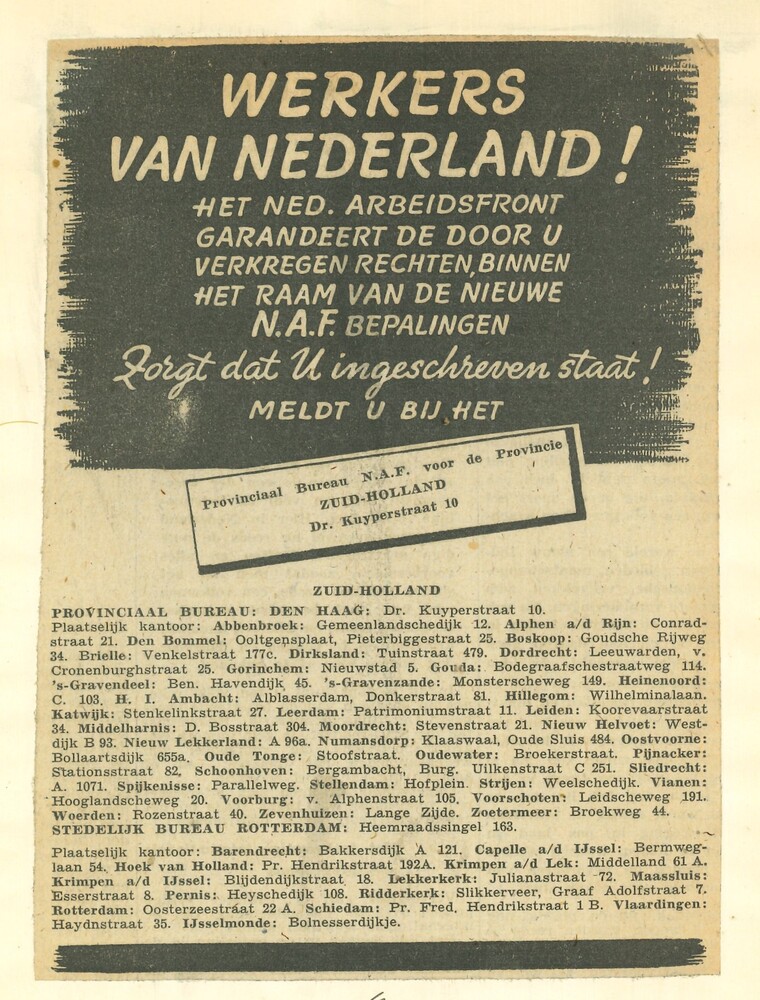 WERKERS
VAN NEDERLAND!
HET NED. ARBEIDSFRONT
GARANDEERT DE DOOR U
VERKREGEN RECHTEN, BINNEN
HET RAAM VAN DE NIEUWE
N.A.F. BEPALINGEN
Zorgt dat U ingeschreven staat!
MELDT U BIJ HET
Provinciaal Bureau N.A.F. voor de Provincie
ZUID-HOLLAND
Dr. Kuyperstraat 10
ZUID-HOLLAND
PROVINCIAAL BUREAU: DEN HAAG: Dr. Kuyperstraat 10.
Plaatselijk kantoor: Abbenbroek: Gemeenlandschedijk 12. Alphen a/d Rijn: Conrad-
straat 21. Den Bommel: Ooltgensplaat, Pieterbiggestraat 25. Boskoop: Goudsche Rijweg
34. Brielle: Venkelstraat 177c. Dirksland: Tuinstraat 479. Dordrecht: Leeuwarden, v.
Cronenburghstraat 25. Gorinchem: Nieuwstad 5. Gouda: Bodegraafschestraatweg 114.
's-Gravendeel: Ben. Havendijk 45. 's-Gravenzande: Monsterscheweg 149. Heinenoord:
C. 103. H. I. Ambacht: Alblasserdam, Donkerstraat 81. Hillegom: Wilhelminalaan.
Katwijk: Stenkelinkstraat 27. Leerdam: Patrimoniumstraat 11. Leiden: Koorevaarstraat
34. Middelharnis: D. Bosstraat 304. Moordrecht: Stevenstraat 21. Nieuw Helvoet: West-
dijk B 93. Nieuw Lekkerland: A 96a. Numansdorp: Klaaswaal, Oude Sluis 484. Oostvoorne:
Bollaartsdijk 655a. Oude Tonge: Stoofstraat. Oudewater: Broekerstraat. Pijnacker:
Stationsstraat 82. Schoonhoven: Bergambacht, Burg. Uilkenstraat C 251. Sliedrecht:
A. 1071. Spijkenisse: Parallelweg. Stellendam: Hofplein. Strijen: Weelschedijk. Vianen:
Hooglandscheweg 20. Voorburg: v. Alphenstraat 105. Voorschoten: Leidscheweg 191.
Woerden: Rozenstraat 40. Zevenhuizen: Lange Zijde. Zoetermeer: Broekweg 44.
STEDELIJK BUREAU ROTTERDAM: Heemraadssingel 163.
Plaatselijk kantoor: Barendrecht: Bakkersdijk A 121. Capelle a/d IJssel: Bermweg-
laan 54. Hoek van Holland: Pr. Hendrikstraat 192A. Krimpen a/d Lek: Middelland 61 A.
Krimpen a/d IJssel: Blijdendijkstraat 18. Lekkerkerk: Julianastraat 72. Maassluis:
Esserstraat 8. Pernis: Heyschedijk 108. Ridderkerk: Slikkerveer, Graaf Adolfstraat 7.
Rotterdam: Oosterzeestraat 22 A. Schiedam: Pr. Fred. Hendrikstraat 1 B. Vlaardingen:
Haydnstraat 35. IJsselmonde: Bolnesserdijkje.